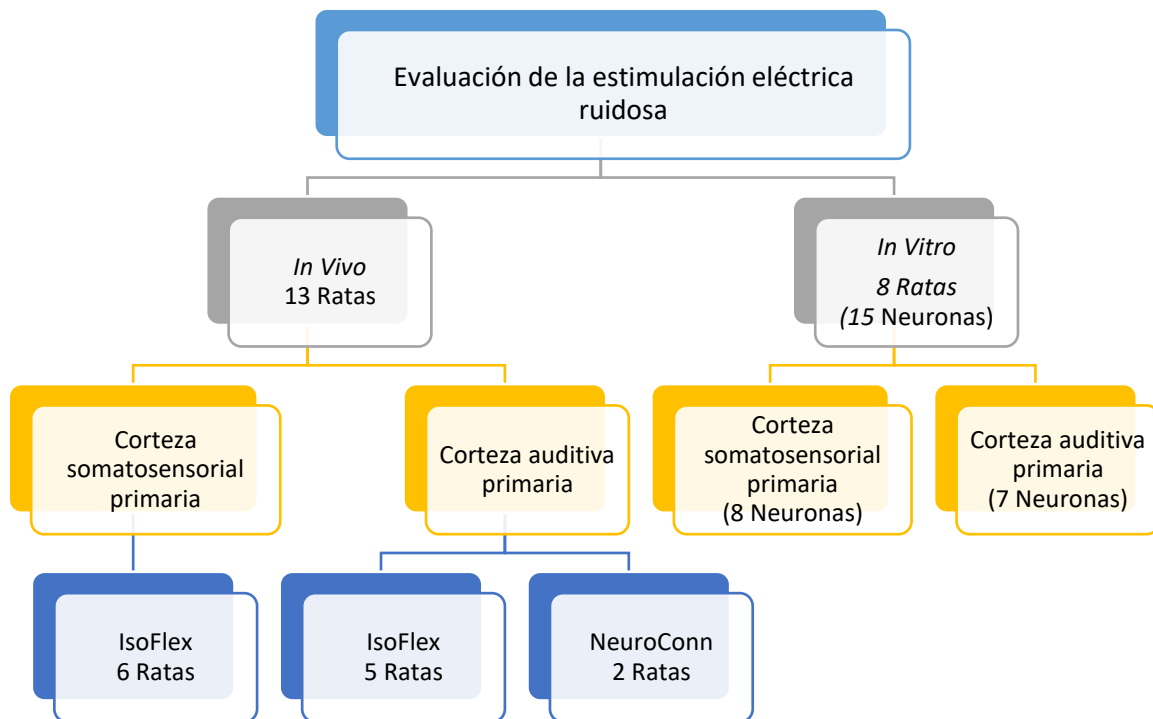 Evaluación de la estimulación eléctrica
ruidosa
In Vivo
13 Ratas
In Vitro
8 Ratas
(15 Neuronas)
Corteza
somatosensorial
primaria
Corteza auditiva
primaria
Corteza
somatosensorial
primaria
(8 Neuronas)
Corteza auditiva
primaria
(7 Neuronas)
IsoFlex
6 Ratas
IsoFlex
5 Ratas
NeuroConn
2 Ratas